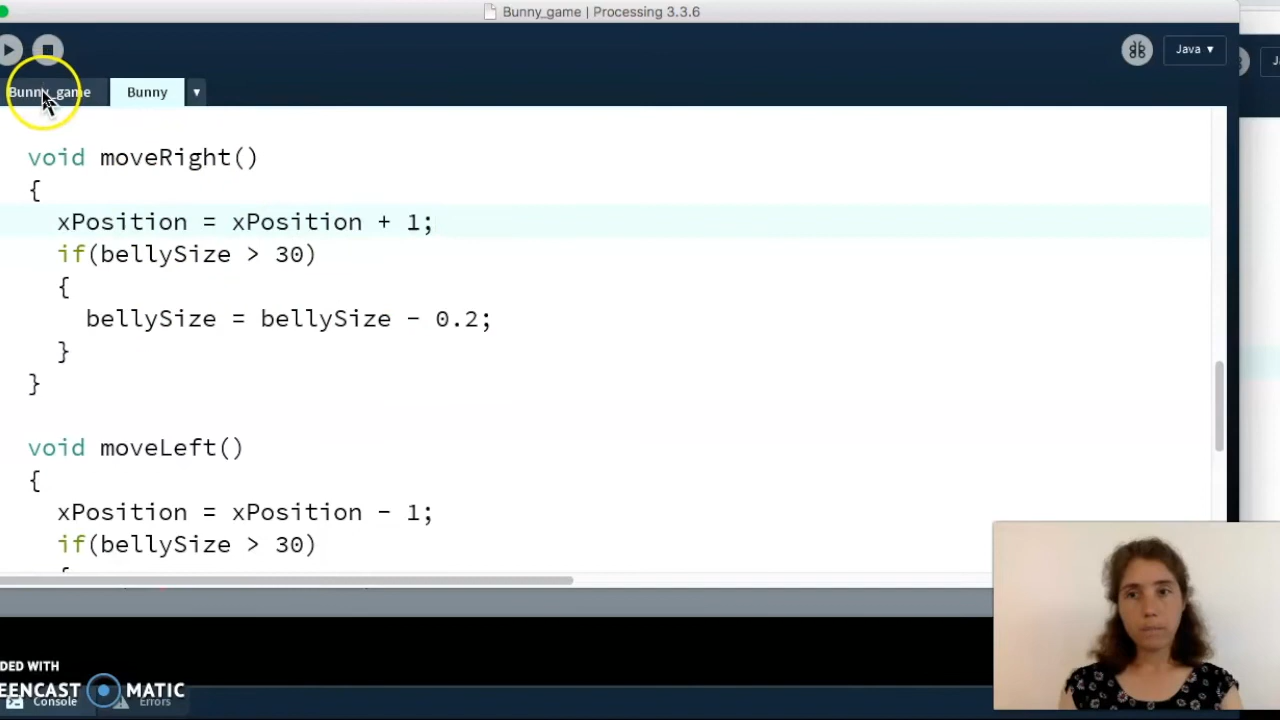 Bunny_game | Processing 3.3.6
Java ▼
Bunny_game Bunny ▼
void moveRight()
{
xPosition = xPosition + 1;
if(bellySize > 30)
{
bellySize = bellySize - 0.2;
}
}
void moveLeft()
{
xPosition = xPosition - 1;
if(bellySize > 30)
DED WITH
EENCAST MATIC
Console Errors